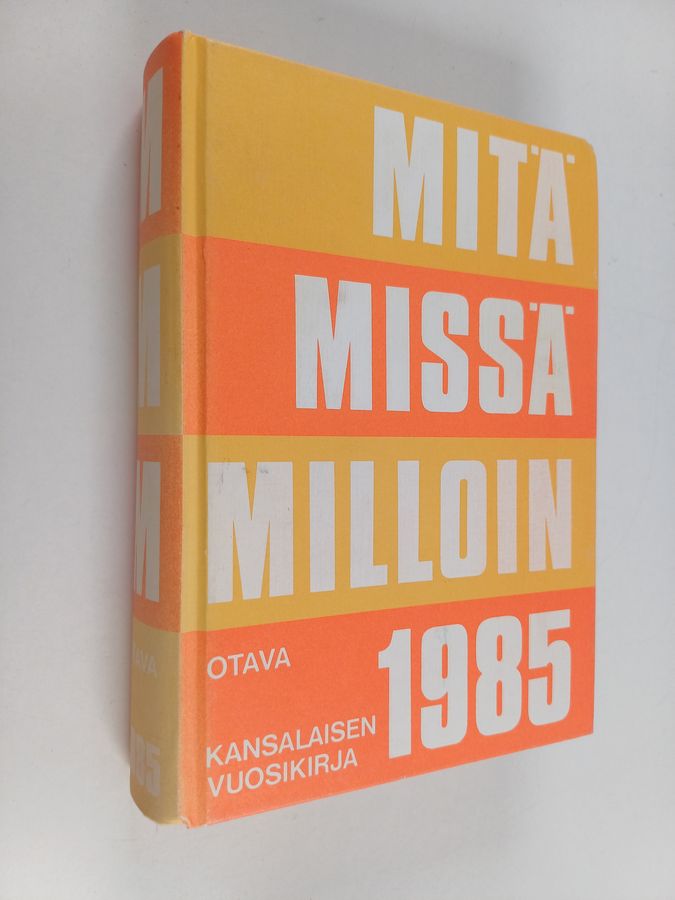 MITÄ
MISSÄ
MILLOIN
1985
OTAVA
KANSALAISEN
VUOSIKIRJA
M
M
M